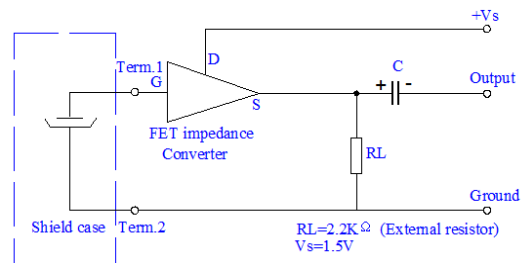 +Vs
Term.1
D
C
G
+ -
Output
S
FET impedance
Converter
RL
Shield case
Term.2
Ground
RL=2.2KΩ (External resistor)
Vs=1.5V